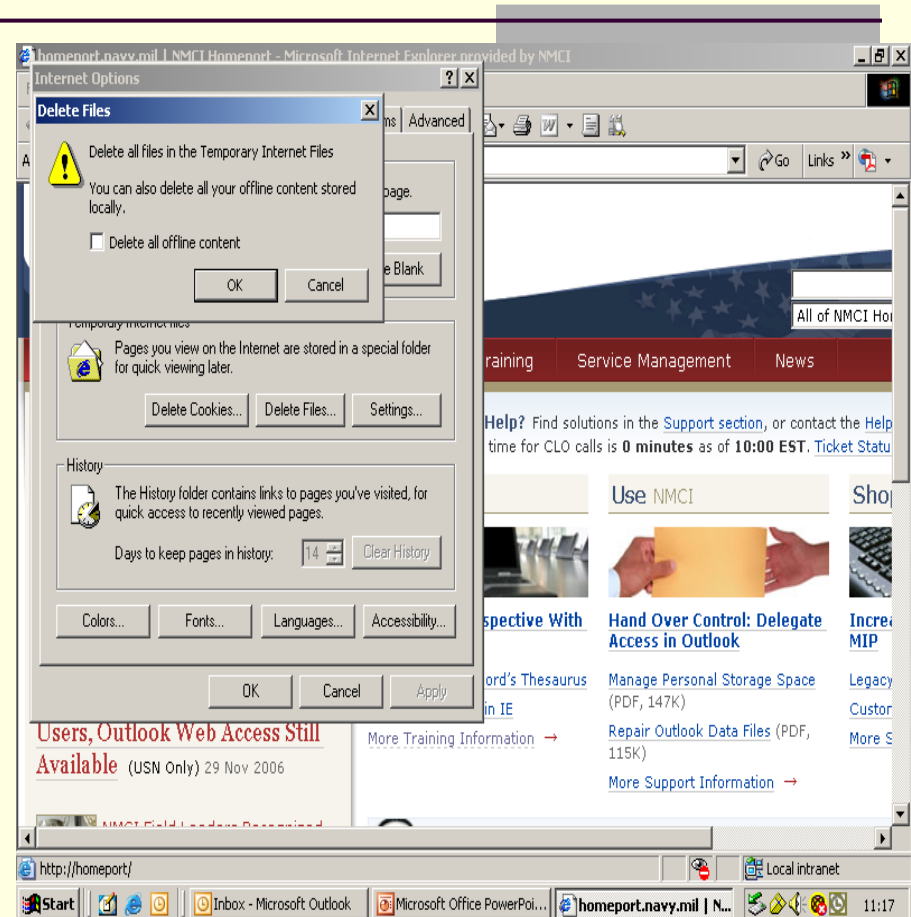 homeport.navy.mil | NMCI Homeport - Microsoft Internet Explorer provided by NMCI
Internet Options
Delete Files
Advanced
Delete all files in the Temporary Internet Files
You can also delete all your offline content stored
locally.
Delete all offline content
OK Cancel
page.
e Blank
Go Links »
All of NMCI Ho
Temporary Internet files
Pages you view on the Internet are stored in a special folder
for quick viewing later.
Delete Cookies... Delete Files... Settings...
History
The History folder contains links to pages you've visited, for
quick access to recently viewed pages.
Days to keep pages in history: 14 Clear History
Colors... Fonts... Languages... Accessibility...
OK Cancel Apply
raining Service Management News
Help? Find solutions in the Support section, or contact the Help
time for CLO calls is 0 minutes as of 10:00 EST. Ticket Statu
Use NMCI
Shop
spective With
Hand Over Control: Delegate
Access in Outlook
Increa
MIP
ord's Thesaurus
in IE
More Training Information →
Manage Personal Storage Space
(PDF, 147K)
Repair Outlook Data Files (PDF,
115K)
More Support Information →
Legacy
Custom
More S
Users, Outlook Web Access Still
Available (USN Only) 29 Nov 2006
NMCI Field Leaders Recognized
http://homeport/ Local intranet
Start Inbox - Microsoft Outlook Microsoft Office PowerPoi... homeport.navy.mil | N... 11:17